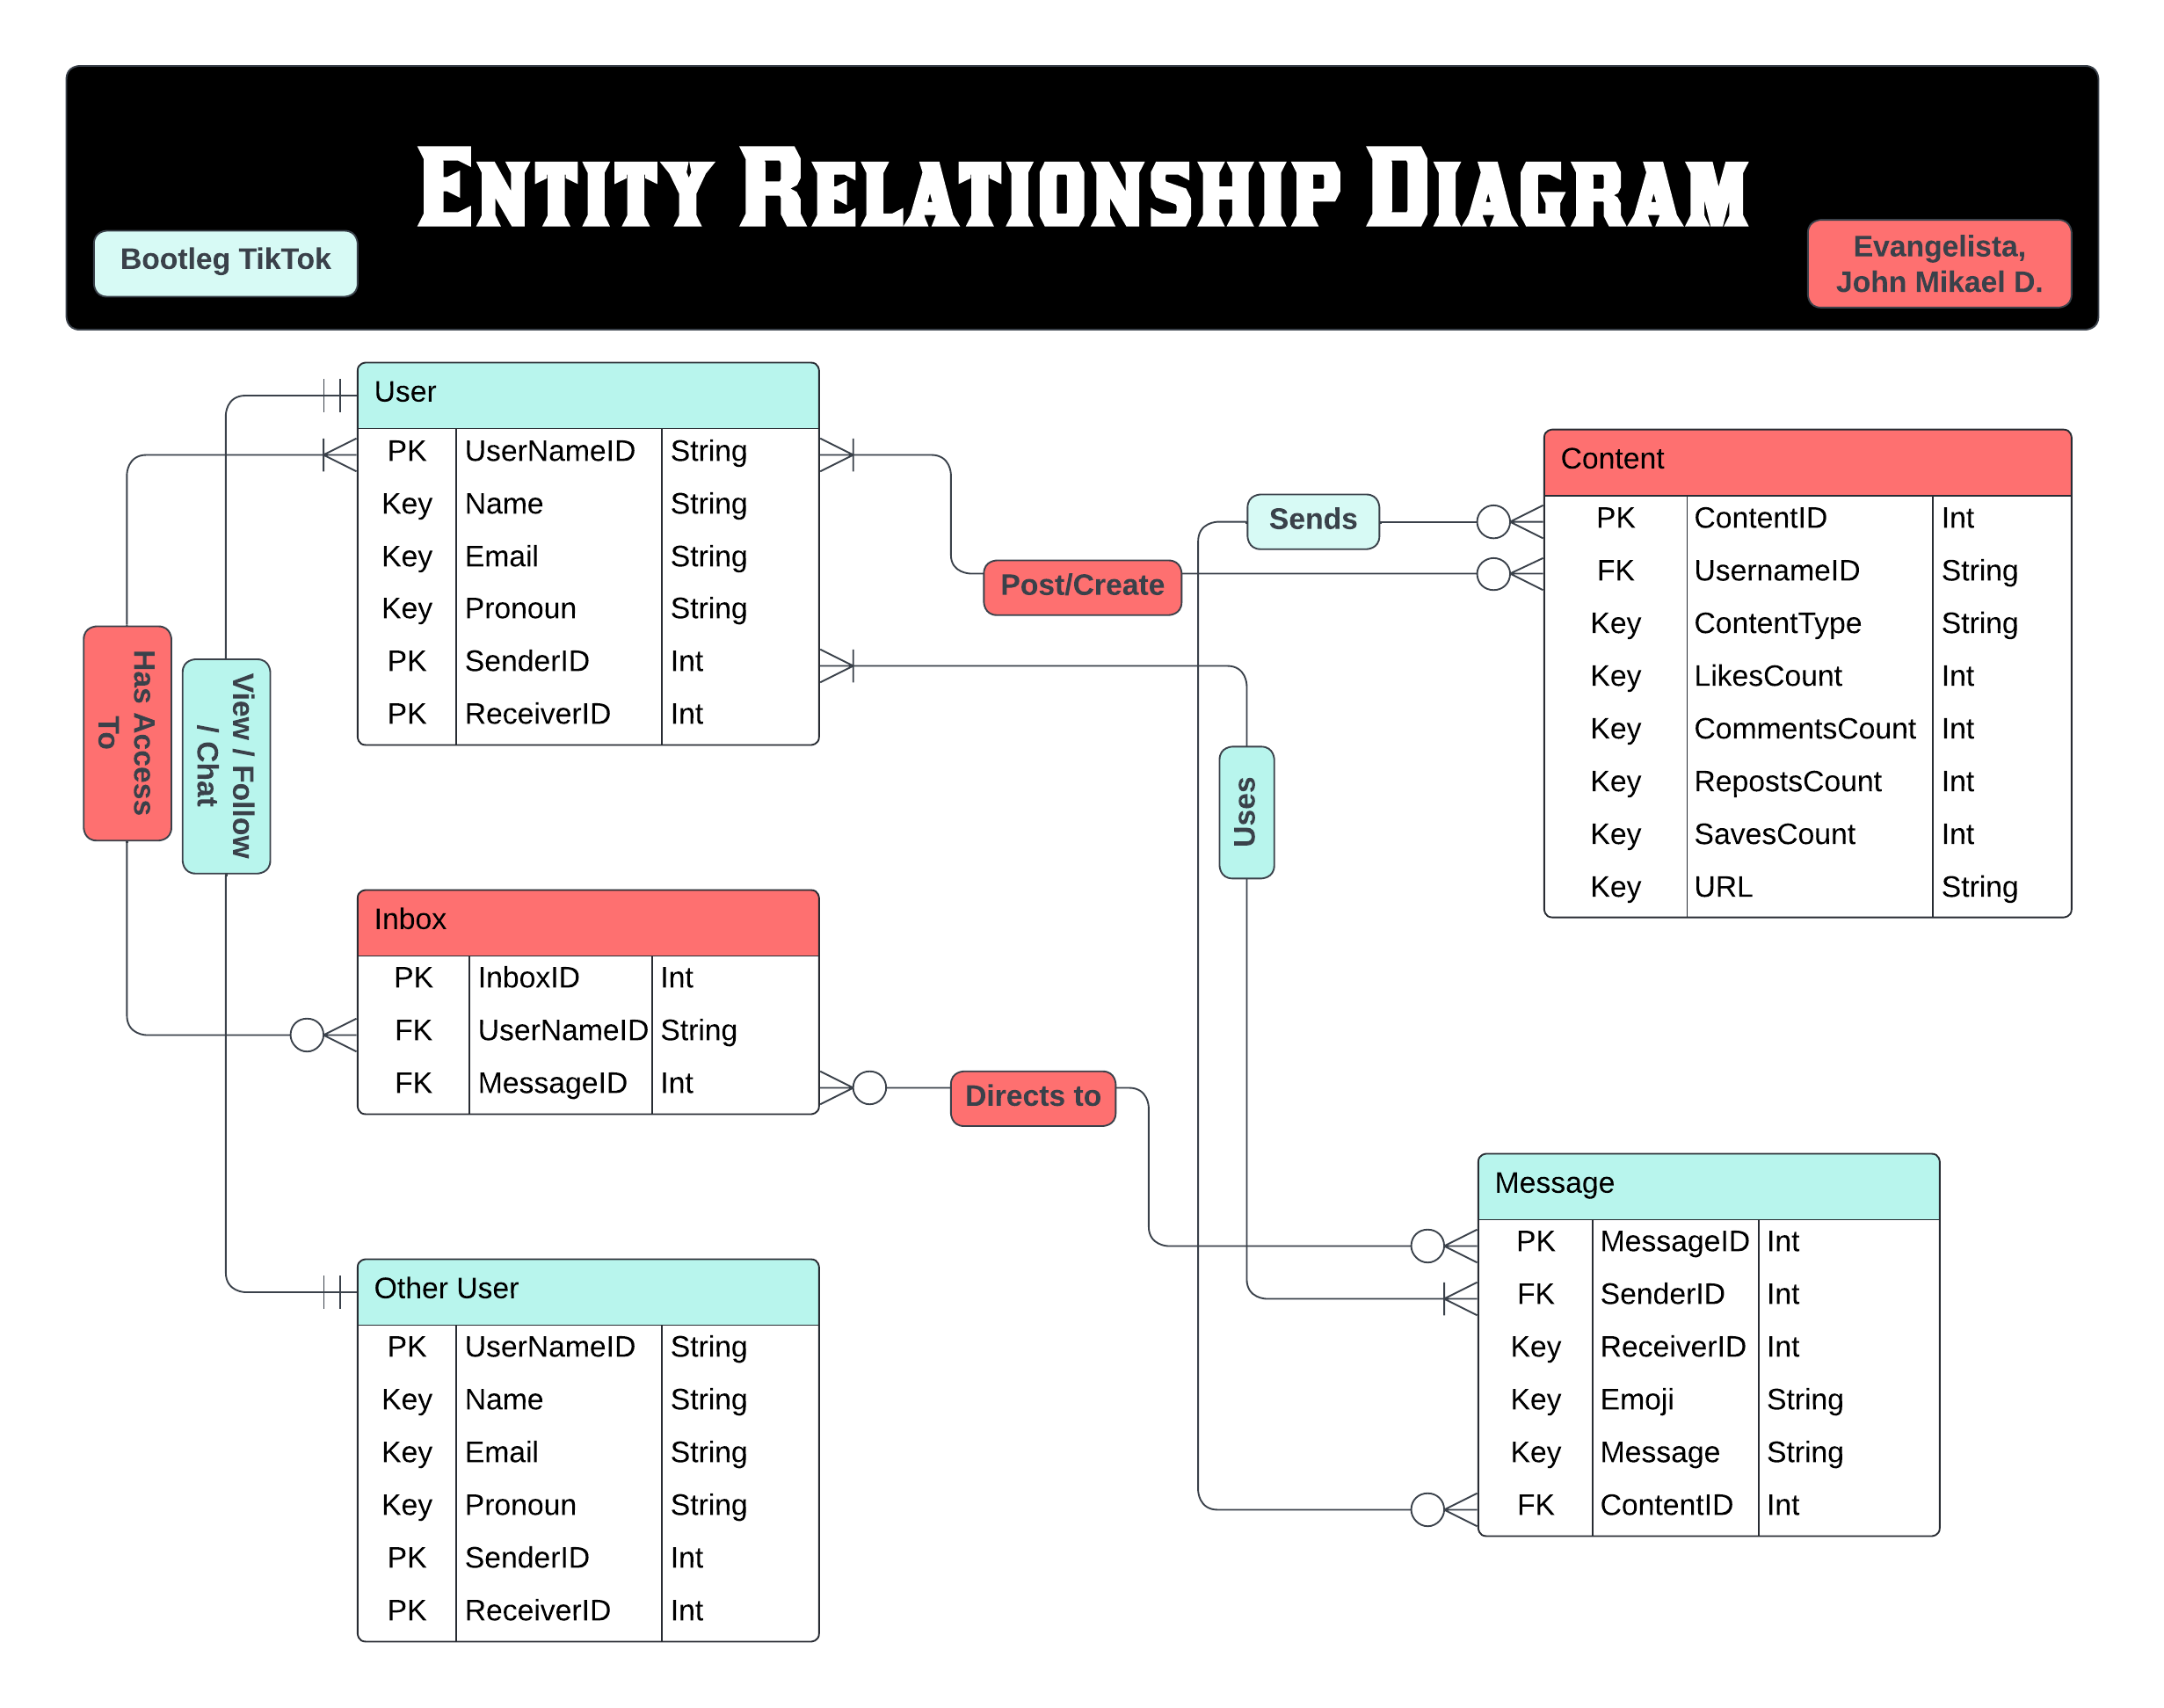 Entity Relationship Diagram
Bootleg TikTok
Evangelista,
John Mikael D.
User
PK UserNameID String
Key Name String
Key Email String
Key Pronoun String
PK SenderID Int
PK ReceiverID Int
Content
PK ContentID Int
FK UsernameID String
Key ContentType String
Key LikesCount Int
Key CommentsCount Int
Key RepostsCount Int
Key SavesCount Int
Key URL String
Sends
Post/Create
Has Access
To
View / Follow
/ Chat
Uses
Inbox
PK InboxID Int
FK UserNameID String
FK MessageID Int
Directs to
Message
PK MessageID Int
FK SenderID Int
Key ReceiverID Int
Key Emoji String
Key Message String
FK ContentID Int
Other User
PK UserNameID String
Key Name String
Key Email String
Key Pronoun String
PK SenderID Int
PK ReceiverID Int